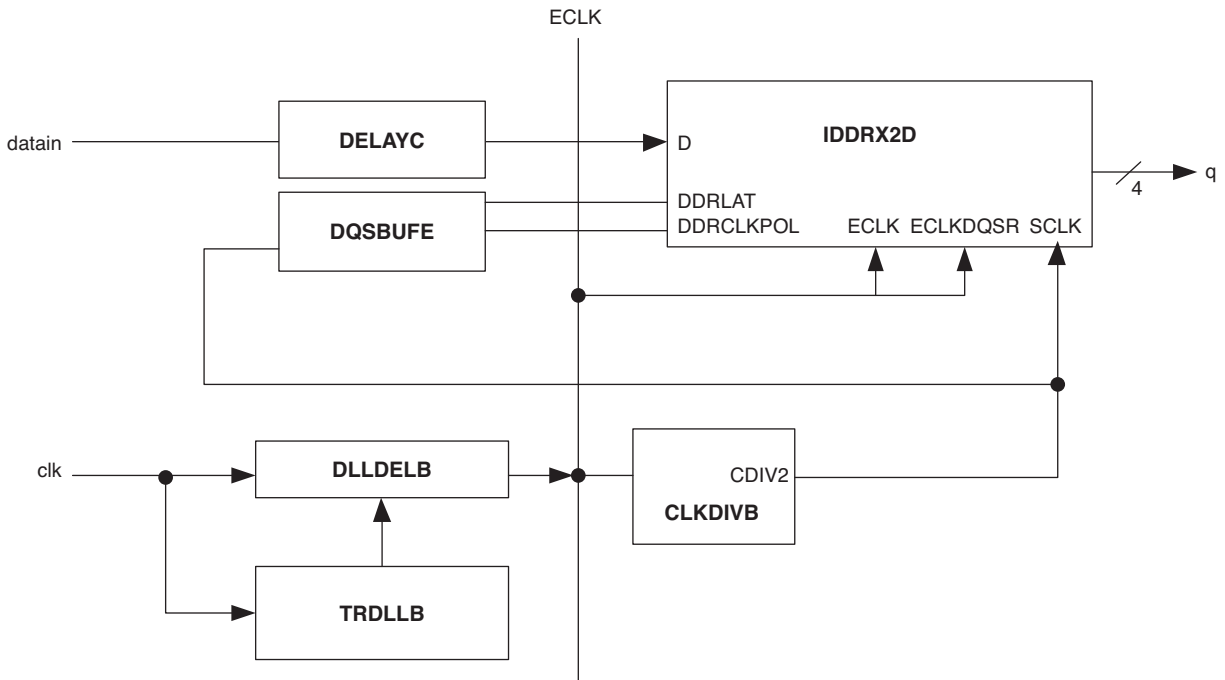 ECLK
datain
DELAYC
D
IDDRX2D
q
4
DQSBUFE
DDRLAT
DDRCLKPOL
ECLK ECLKDQSR SCLK
clk
DLLDELB
CDIV2
CLKDIVB
TRDLLB